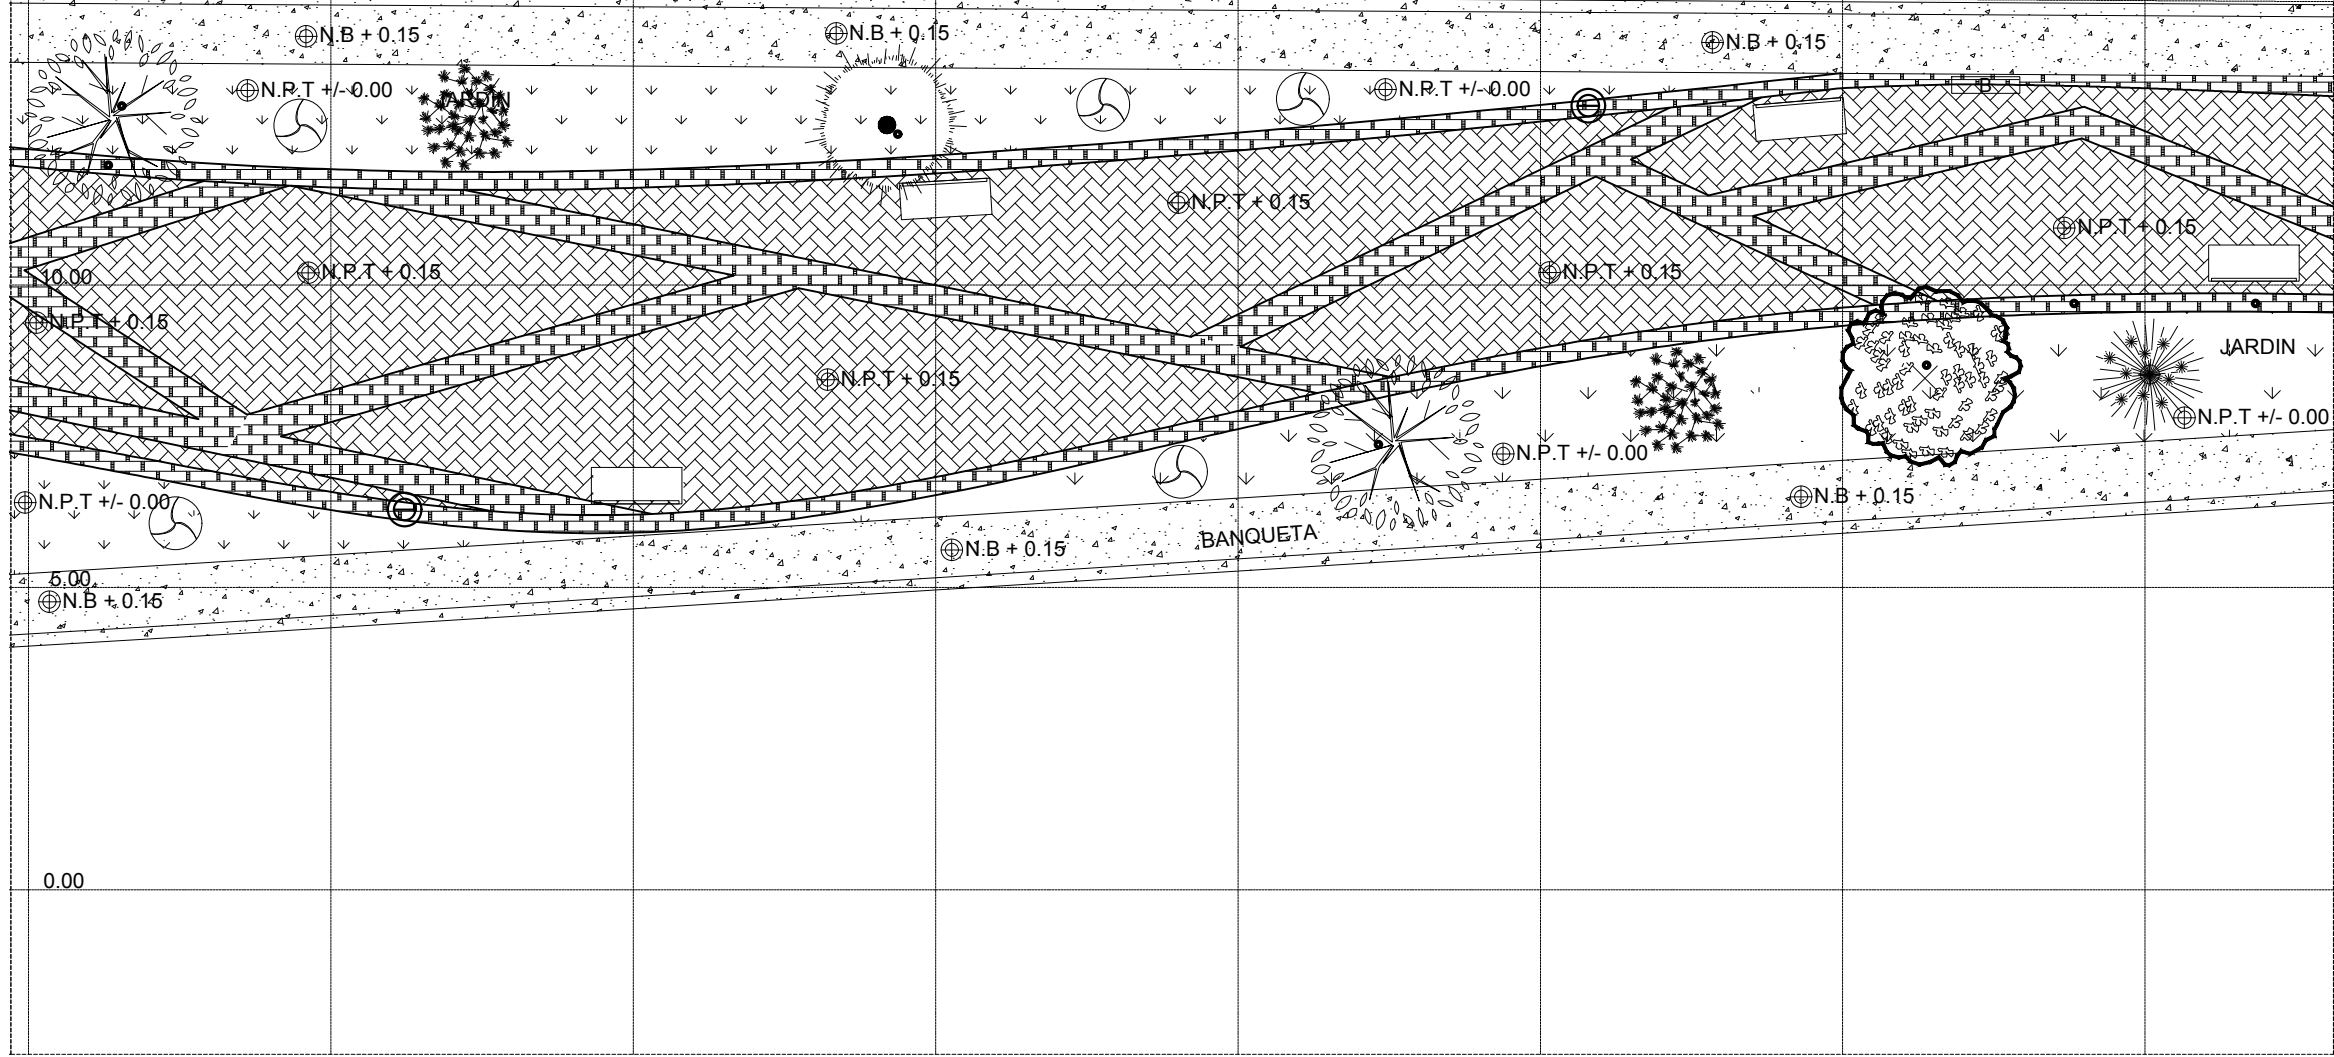 N.B + 0.15
N.B + 0.15
N.B + 0.15
N.P.T +/- 0.00
JARDIN
N.P.T +/- 0.00
B
N.P.T + 0.15
N.P.T + 0.15
10.00
N.P.T + 0.15
N.P.T + 0.15
N.P.T + 0.15
JARDIN
N.P.T + 0.15
N.P.T +/- 0.00
N.P.T +/- 0.00
N.P.T +/- 0.00
N.B + 0.15
BANQUETA
N.B + 0.15
5.00
N.B + 0.15
0.00